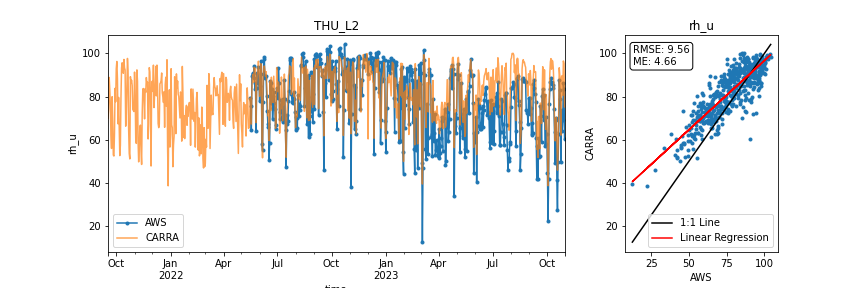 THU_L2
rh_u
100
80
60
40
20
rh_u
Oct
Jan
2022
Apr
Jul
Oct
Jan
2023
Apr
Jul
Oct
time
AWS
CARRA
rh_u
RMSE: 9.56
ME: 4.66
100
80
60
40
20
CARRA
25
50
75
100
AWS
1:1 Line
Linear Regression